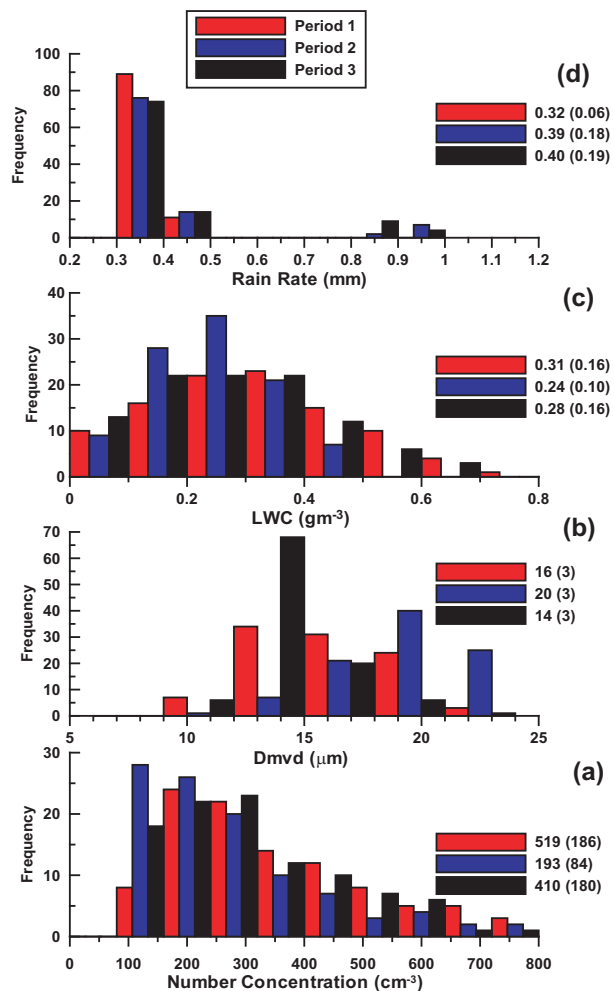 Period 1
Period 2
Period 3
(d)
100
80
60
40
20
0
Frequency
0.32 (0.06)
0.39 (0.18)
0.40 (0.19)
0.2 0.3 0.4 0.5 0.6 0.7 0.8 0.9 1 1.1 1.2
Rain Rate (mm)
(c)
40
30
20
10
0
Frequency
0.31 (0.16)
0.24 (0.10)
0.28 (0.16)
0 0.2 0.4 0.6 0.8
LWC (gm-3)
(b)
70
60
50
40
30
20
10
0
Frequency
16 (3)
20 (3)
14 (3)
5 10 15 20 25
Dmvd (μm)
(a)
30
20
10
0
Frequency
519 (186)
193 (84)
410 (180)
0 100 200 300 400 500 600 700 800
Number Concentration (cm-3)